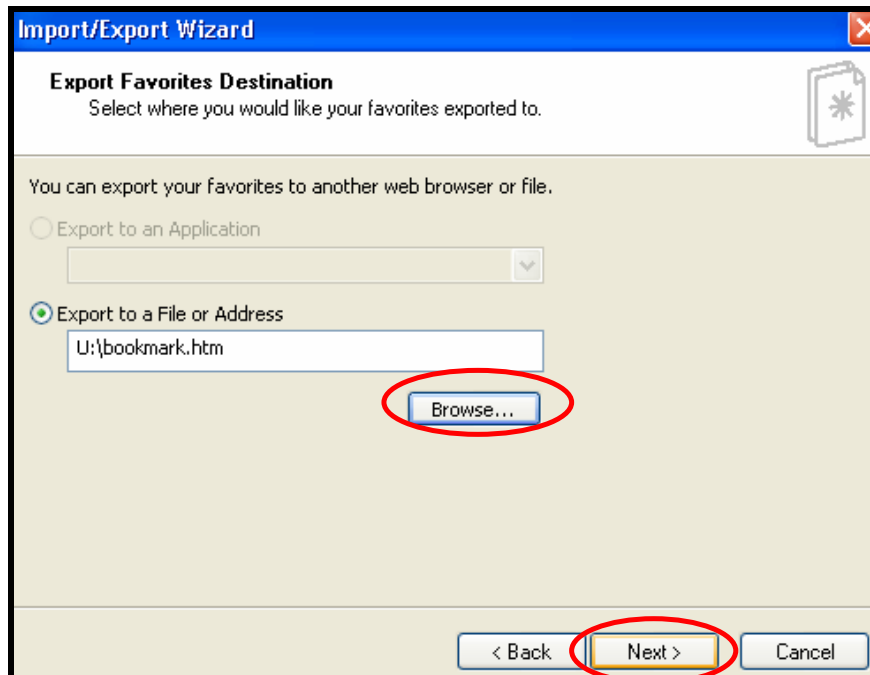 Import/Export Wizard
Export Favorites Destination
Select where you would like your favorites exported to.
You can export your favorites to another web browser or file.
Export to an Application
Export to a File or Address
U:\bookmark.htm
Browse...
< Back Next > Cancel